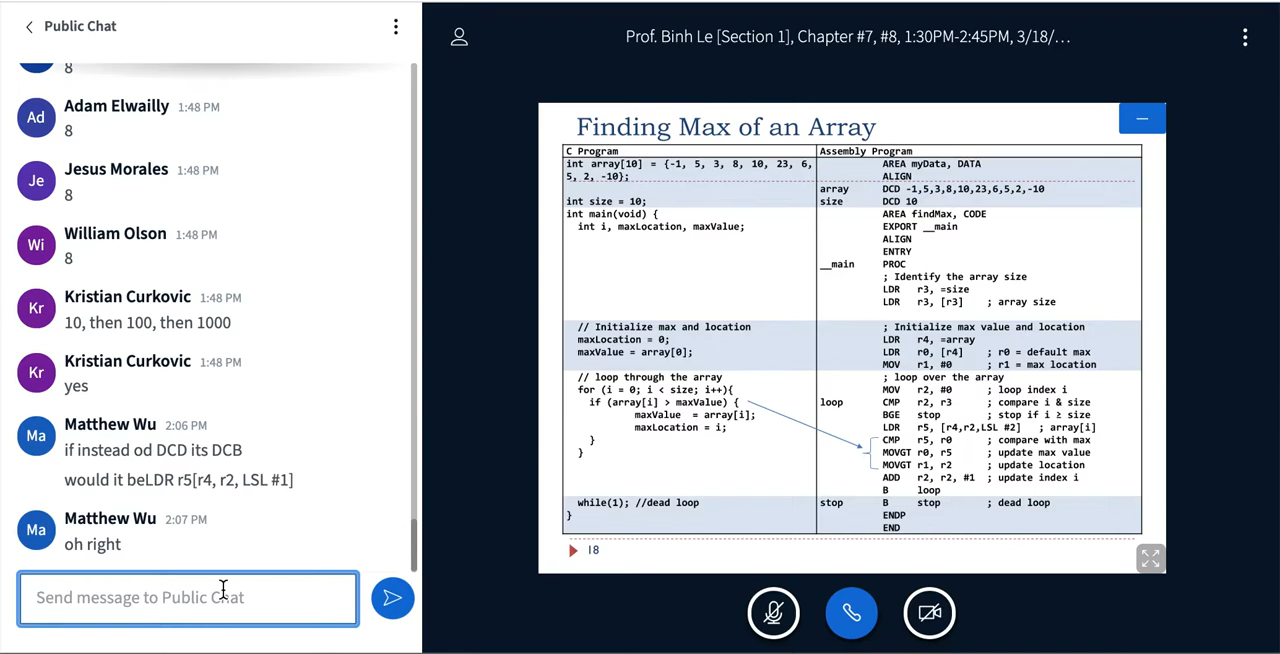 Public Chat
8
Ad
Adam Elwailly 1:48 PM
8
Je
Jesus Morales 1:48 PM
8
Wi
William Olson 1:48 PM
8
Kr
Kristian Curkovic 1:48 PM
10, then 100, then 1000
Kr
Kristian Curkovic 1:48 PM
yes
Ma
Matthew Wu 2:06 PM
if instead od DCD its DCB
would it beLDR r5[r4, r2, LSL #1]
Ma
Matthew Wu 2:07 PM
oh right
Send message to Public Chat
Prof. Binh Le [Section 1], Chapter #7, #8, 1:30PM-2:45PM, 3/18/…
Finding Max of an Array
C Program
int array[10] = {-1, 5, 3, 8, 10, 23, 6,
5, 2, -10};
int size = 10;
int main(void) {
int i, maxLocation, maxValue;
// Initialize max and location
maxLocation = 0;
maxValue = array[0];
// loop through the array
for (i = 0; i < size; i++){
if (array[i] > maxValue) {
maxValue = array[i];
maxLocation = i;
}
}
while(1); //dead loop
}
Assembly Program
AREA myData, DATA
ALIGN
array DCD -1,5,3,8,10,23,6,5,2,-10
size DCD 10
AREA findMax, CODE
EXPORT __main
ALIGN
ENTRY
__main PROC
; Identify the array size
LDR r3, =size
LDR r3, [r3] ; array size
; Initialize max value and location
LDR r4, =array
LDR r0, [r4] ; r0 = default max
MOV r1, #0 ; r1 = max location
; loop over the array
MOV r2, #0 ; loop index i
loop CMP r2, r3 ; compare i & size
BGE stop ; stop if i ≥ size
LDR r5, [r4,r2,LSL #2] ; array[i]
CMP r5, r0 ; compare with max
MOVGT r0, r5 ; update max value
MOVGT r1, r2 ; update location
ADD r2, r2, #1 ; update index i
B loop
stop B stop ; dead loop
ENDP
END
18